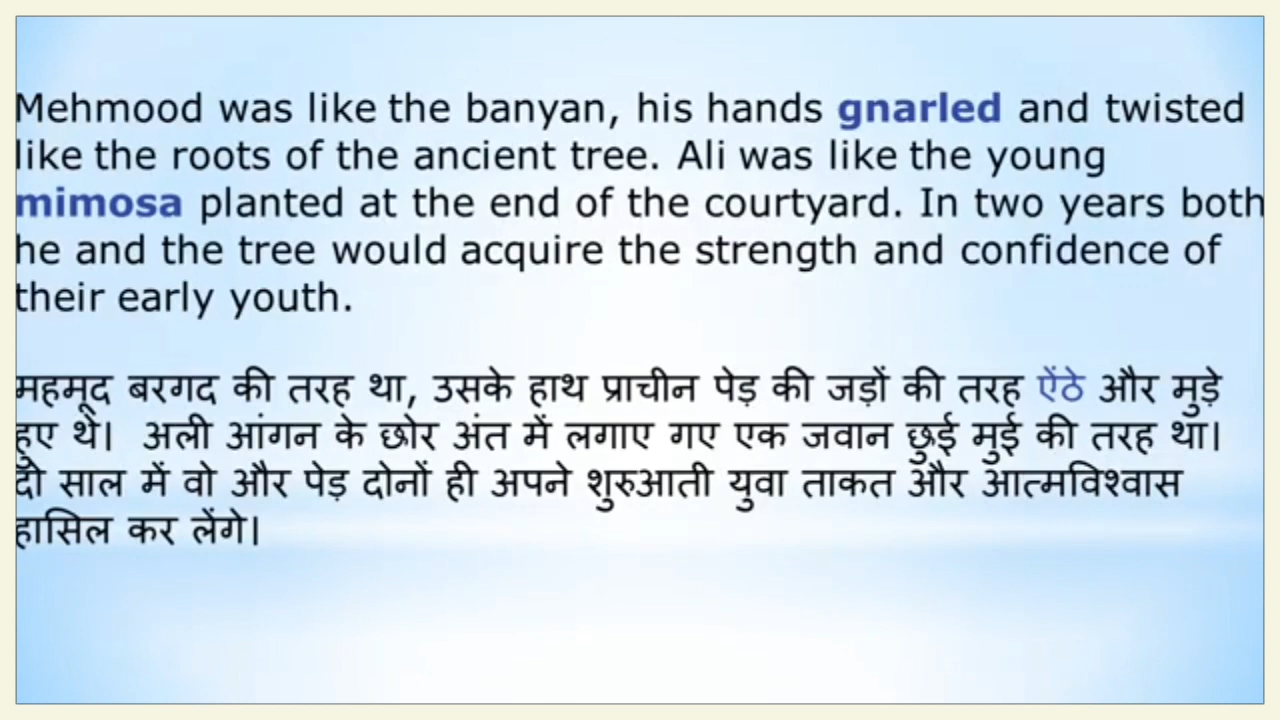 Mehmood was like the banyan, his hands gnarled and twisted
like the roots of the ancient tree. Ali was like the young
mimosa planted at the end of the courtyard. In two years both
he and the tree would acquire the strength and confidence of
their early youth.
महमूद बरगद की तरह था, उसके हाथ प्राचीन पेड़ की जड़ों की तरह ऐंठे और मुड़े
हुए थे। अली आंगन के छोर अंत में लगाए गए एक जवान छुई मुई की तरह था।
दो साल में वो और पेड़ दोनों ही अपने शुरुआती युवा ताकत और आत्मविश्वास
हासिल कर लेंगे।